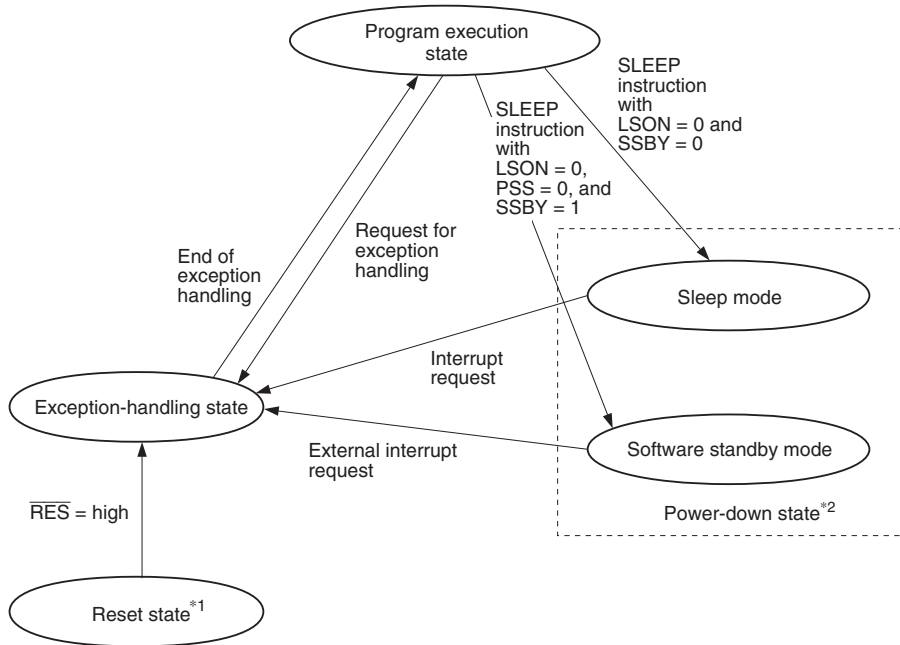 Program execution
state
SLEEP
instruction
with
LSON = 0 and
SSBY = 0
SLEEP
instruction
with
LSON = 0,
PSS = 0, and
SSBY = 1
Request for
exception
handling
End of
exception
handling
Sleep mode
Interrupt
request
Exception-handling state
Software standby mode
External interrupt
request
Power-down state*2
R̅E̅S̅ = high
Reset state*1